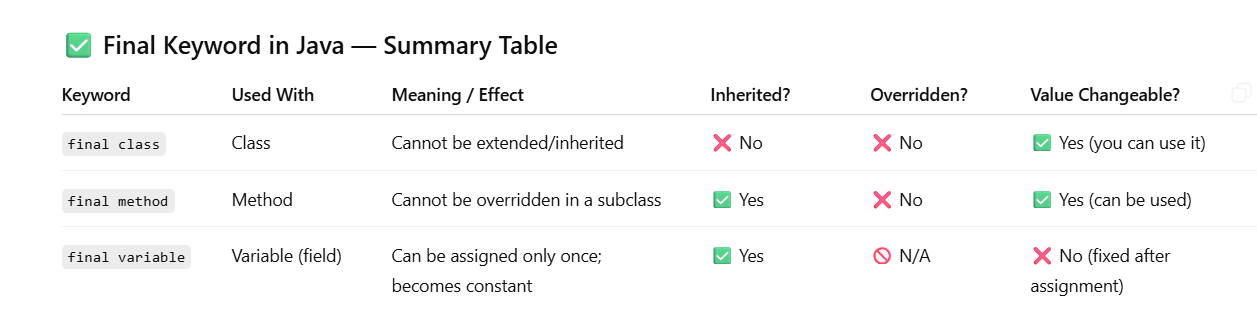 ✅ Final Keyword in Java — Summary Table
Keyword Used With Meaning / Effect Inherited? Overridden? Value Changeable?
final class Class Cannot be extended/inherited ❌ No ❌ No ✅ Yes (you can use it)
final method Method Cannot be overridden in a subclass ✅ Yes ❌ No ✅ Yes (can be used)
final variable Variable (field) Can be assigned only once; ✅ Yes 🚫 N/A ❌ No (fixed after
becomes constant assignment)